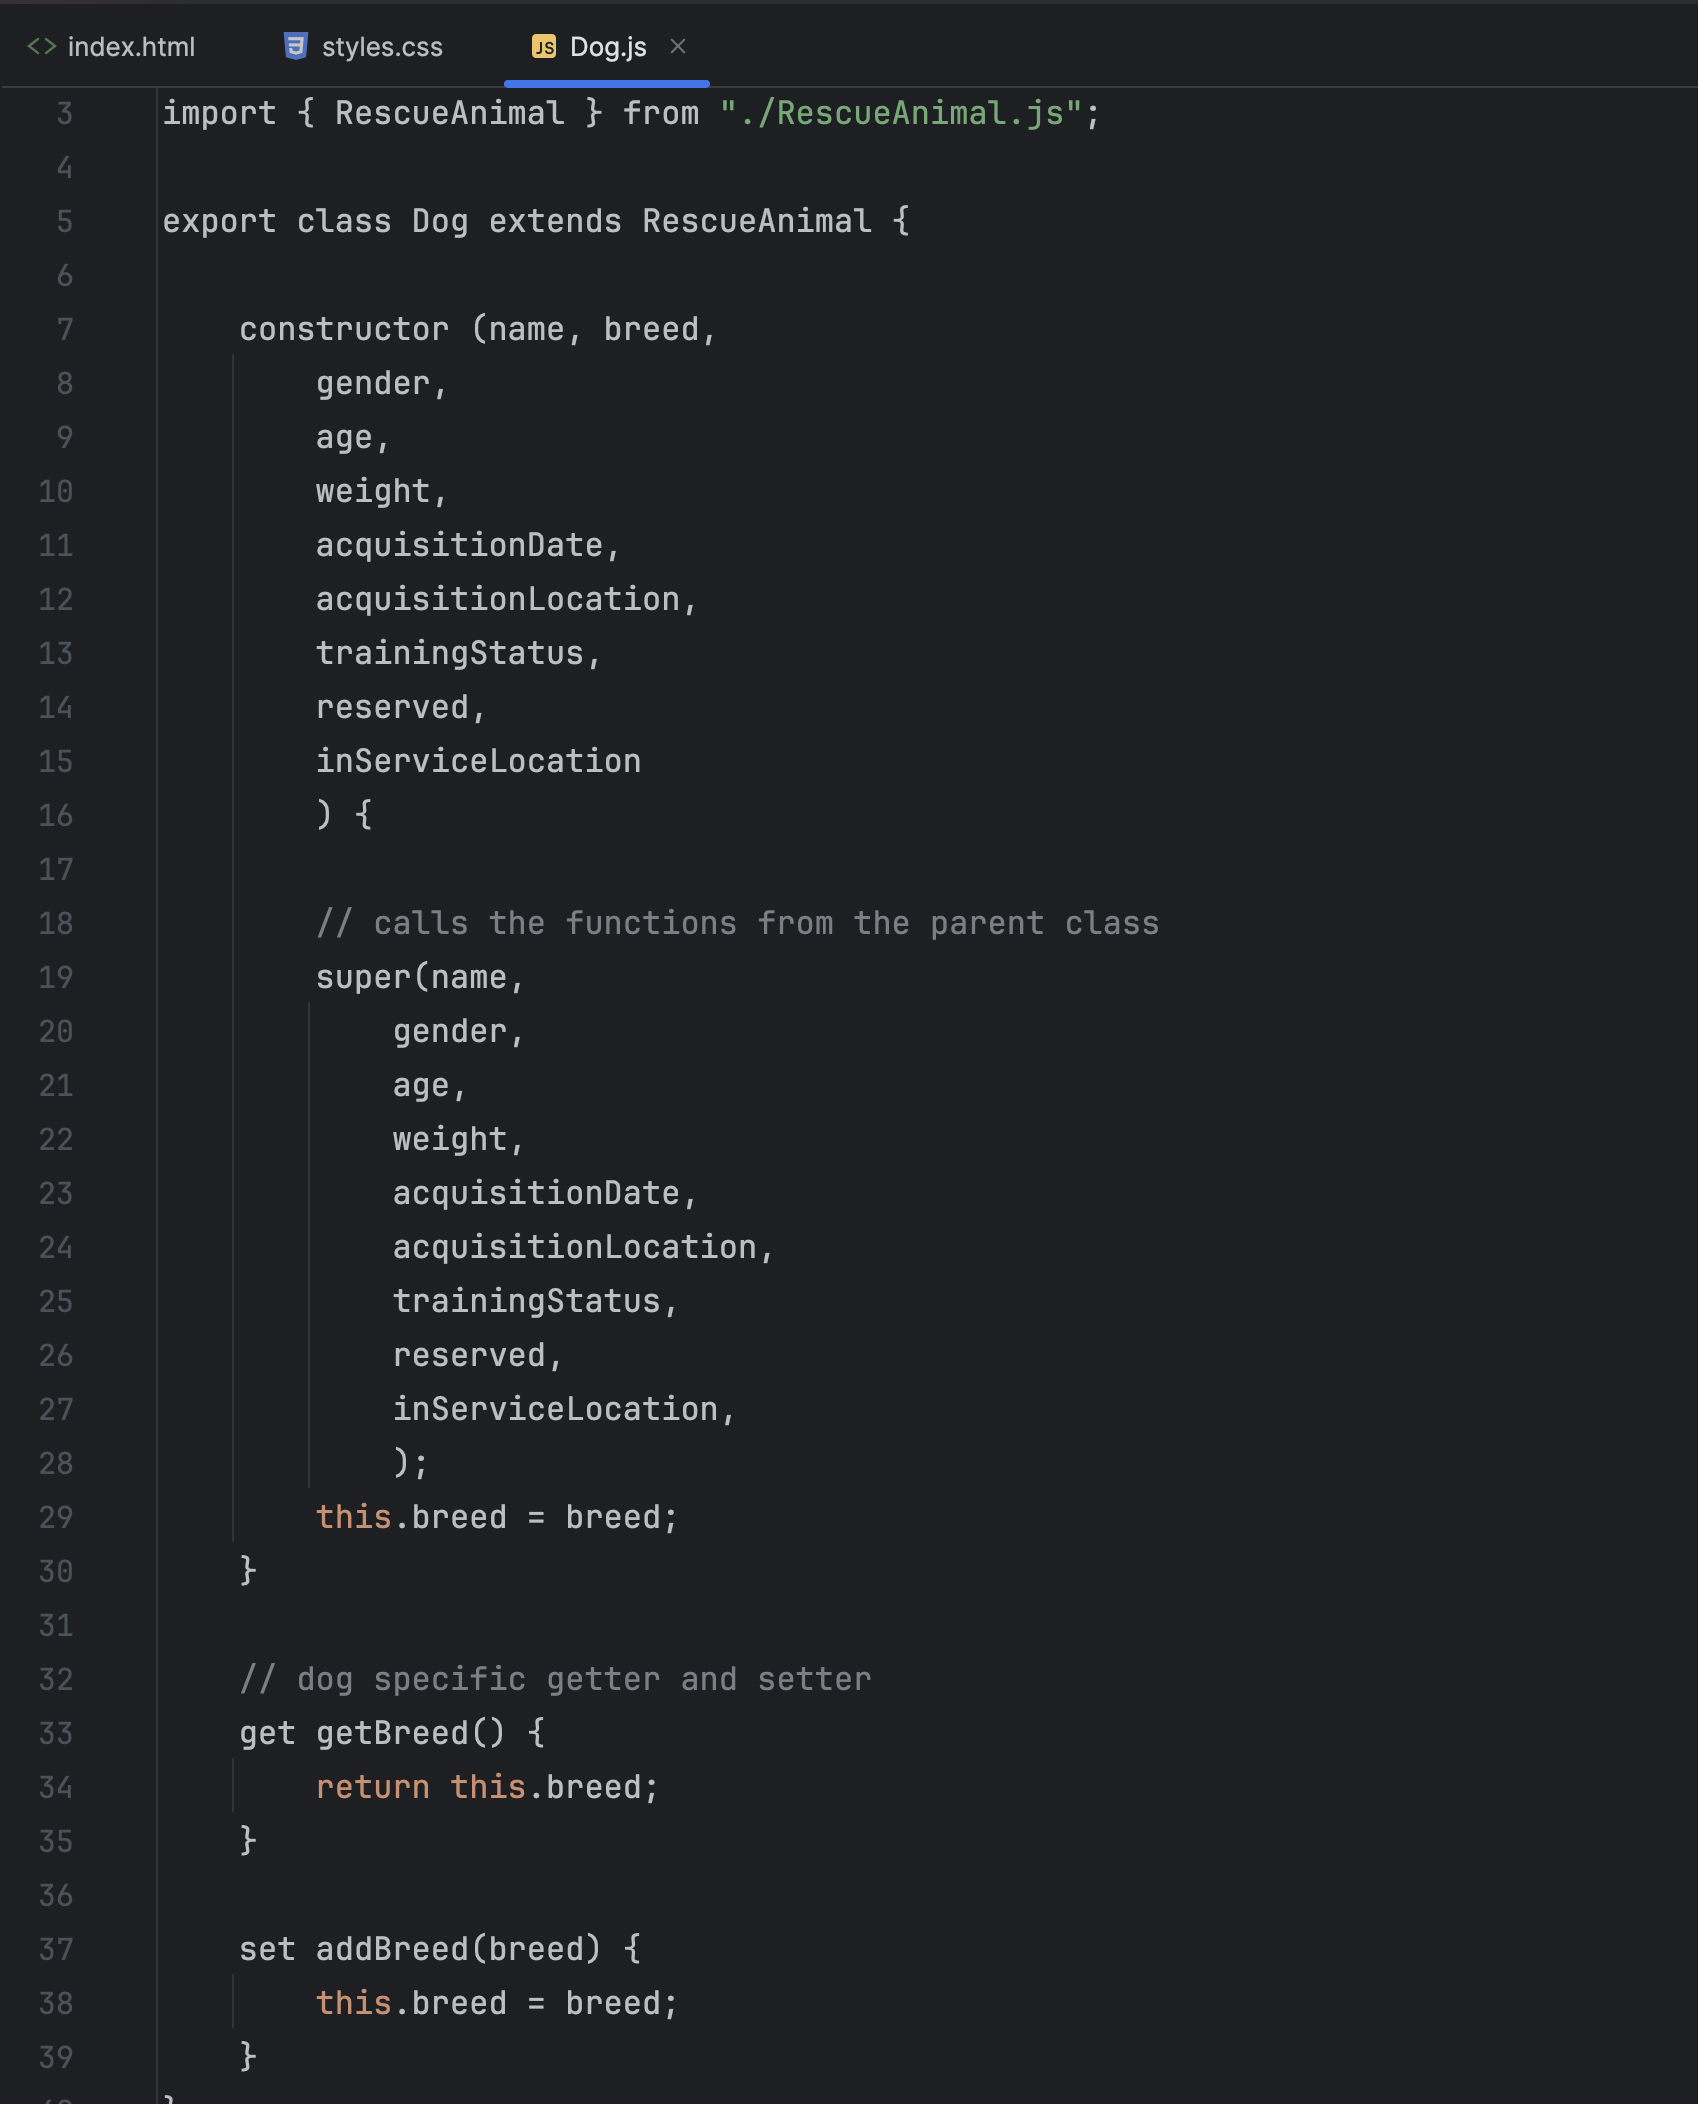 index.html styles.css JS Dog.js ×
3 import { RescueAnimal } from "./RescueAnimal.js";
4
5 export class Dog extends RescueAnimal {
6
7 constructor (name, breed,
8 gender,
9 age,
10 weight,
11 acquisitionDate,
12 acquisitionLocation,
13 trainingStatus,
14 reserved,
15 inServiceLocation
16 ) {
17
18 // calls the functions from the parent class
19 super(name,
20 gender,
21 age,
22 weight,
23 acquisitionDate,
24 acquisitionLocation,
25 trainingStatus,
26 reserved,
27 inServiceLocation,
28 );
29 this.breed = breed;
30 }
31
32 // dog specific getter and setter
33 get getBreed() {
34 return this.breed;
35 }
36
37 set addBreed(breed) {
38 this.breed = breed;
39 }